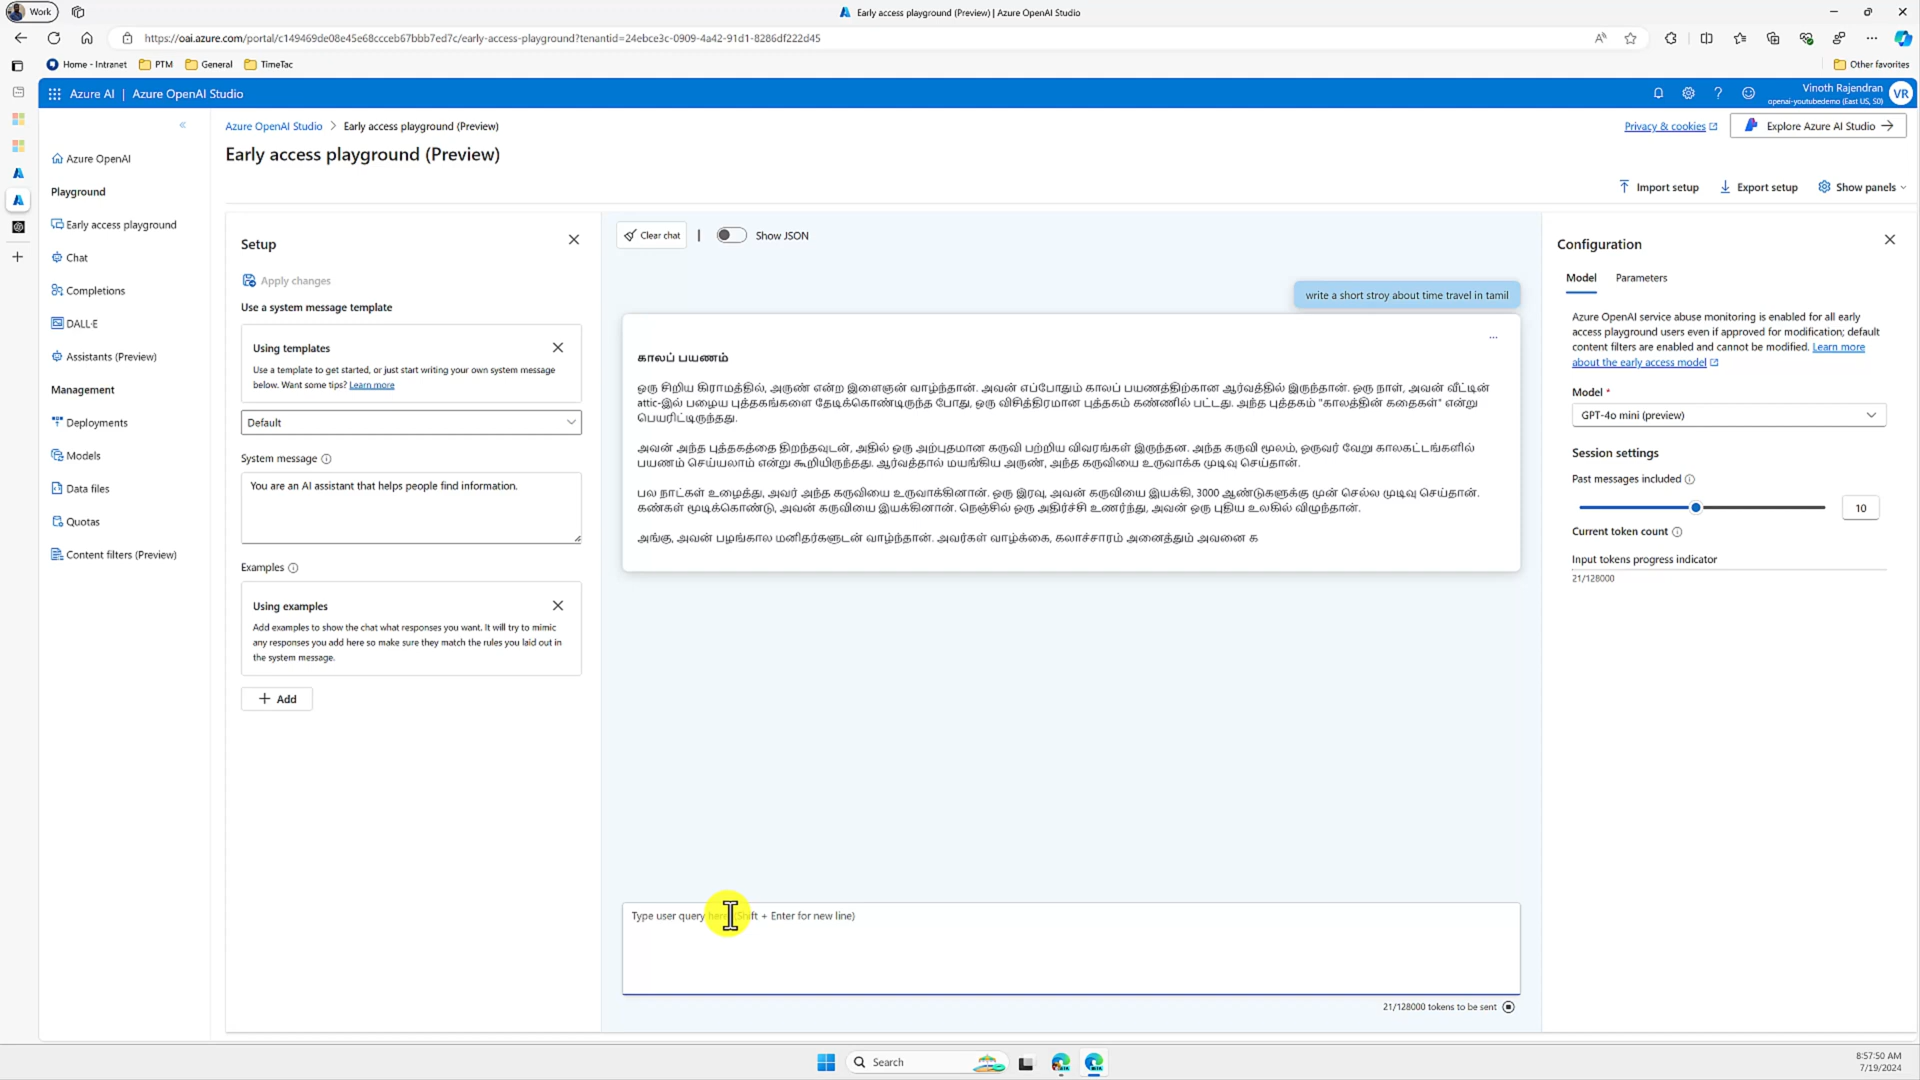 Work
Early access playground (Preview) | Azure OpenAI Studio
https://oai.azure.com/portal/c149469de08e45e68ccceb67bbb7ed7c/early-access-playground?tenantid=24ebce3c-0909-4a42-91d1-8286df222d45
Home - Intranet PTM General TimeTac Other favorites
Azure AI | Azure OpenAI Studio
Vinoth Rajendran
openai-youtubedemo (East US, S0)
VR
Azure OpenAI Studio > Early access playground (Preview)
Privacy & cookies
Explore Azure AI Studio
Early access playground (Preview)
Import setup Export setup Show panels
Azure OpenAI
Playground
Early access playground
Chat
Completions
DALL·E
Assistants (Preview)
Management
Deployments
Models
Data files
Quotas
Content filters (Preview)
Setup
Apply changes
Use a system message template
Using templates
Use a template to get started, or just start writing your own system message
below. Want some tips? Learn more
Default
System message
You are an AI assistant that helps people find information.
Examples
Using examples
Add examples to show the chat what responses you want. It will try to mimic
any responses you add here so make sure they match the rules you laid out in
the system message.
+ Add
Clear chat | Show JSON
write a short stroy about time travel in tamil
காலப் பயணம்
ஒரு சிறிய கிராமத்தில், அருண் என்ற இளைஞன் வாழ்ந்தான். அவன் எப்போதும் காலப் பயணத்திற்கான ஆர்வத்தில் இருந்தான். ஒரு நாள், அவன் வீட்டின்
attic-இல் பழைய புத்தகங்களை தேடிக்கொண்டிருந்த போது, ஒரு விசித்திரமான புத்தகம் கண்ணில் பட்டது. அந்த புத்தகம் "காலத்தின் கதைகள்" என்று
பெயரிட்டிருந்தது.
அவன் அந்த புத்தகத்தை திறந்தவுடன், அதில் ஒரு அற்புதமான கருவி பற்றிய விவரங்கள் இருந்தன. அந்த கருவி மூலம், ஒருவர் வேறு காலகட்டங்களில்
பயணம் செய்யலாம் என்று கூறியிருந்தது. ஆர்வத்தால் மயங்கிய அருண், அந்த கருவியை உருவாக்க முடிவு செய்தான்.
பல நாட்கள் உழைத்து, அவர் அந்த கருவியை உருவாக்கினான். ஒரு இரவு, அவன் கருவியை இயக்கி, 3000 ஆண்டுகளுக்கு முன் செல்ல முடிவு செய்தான்.
கண்கள் மூடிக்கொண்டு, அவன் கருவியை இயக்கினான். நெஞ்சில் ஒரு அதிர்ச்சி உணர்ந்து, அவன் ஒரு புதிய உலகில் விழுந்தான்.
அங்கு, அவன் பழங்கால மனிதர்களுடன் வாழ்ந்தான். அவர்கள் வாழ்க்கை, கலாச்சாரம் அனைத்தும் அவனை க
Type user query here (Shift + Enter for new line)
21/128000 tokens to be sent
Configuration
Model Parameters
Azure OpenAI service abuse monitoring is enabled for all early
access playground users even if approved for modification; default
content filters are enabled and cannot be modified. Learn more
about the early access model
Model *
GPT-4o mini (preview)
Session settings
Past messages included
10
Current token count
Input tokens progress indicator
21/128000
Search
8:57:50 AM
7/19/2024